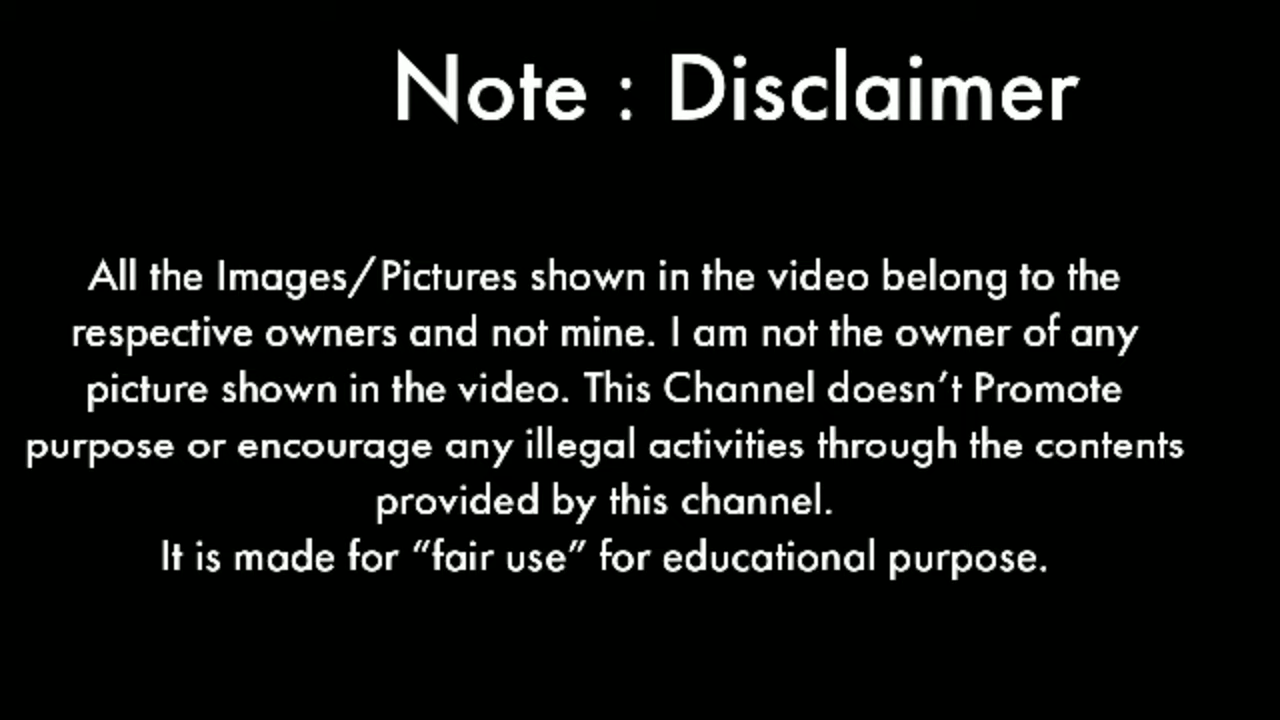 Note : Disclaimer
All the Images/Pictures shown in the video belong to the
respective owners and not mine. I am not the owner of any
picture shown in the video. This Channel doesn’t Promote
purpose or encourage any illegal activities through the contents
provided by this channel.
It is made for “fair use” for educational purpose.